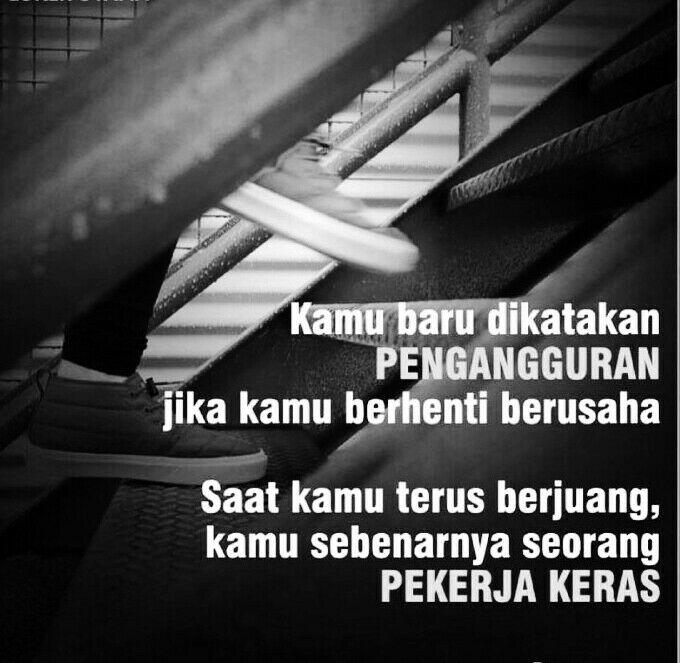 Kamu baru dikatakan
PENGANGGURAN
jika kamu berhenti berusaha
Saat kamu terus berjuang,
kamu sebenarnya seorang
PEKERJA KERAS